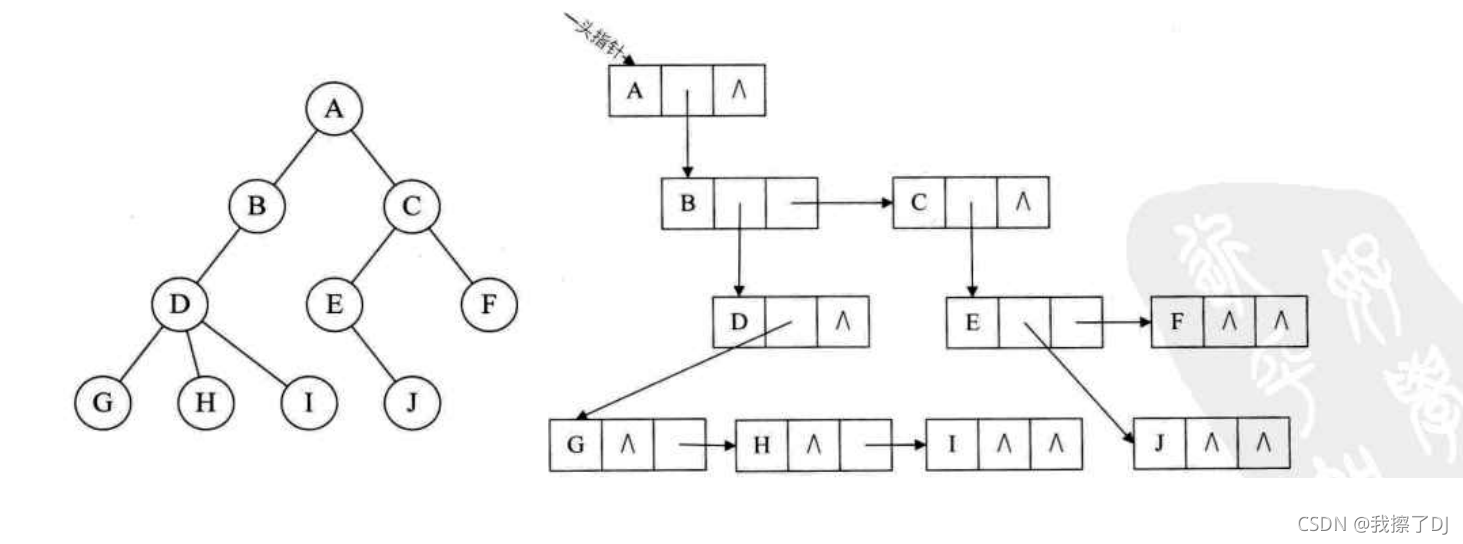 头指针
A
A ∧
B C
B
C ∧
D E F
D ∧
E
F ∧ ∧
G H I J
G ∧
H ∧
I ∧ ∧
J ∧ ∧
CSDN @我擦了DJ